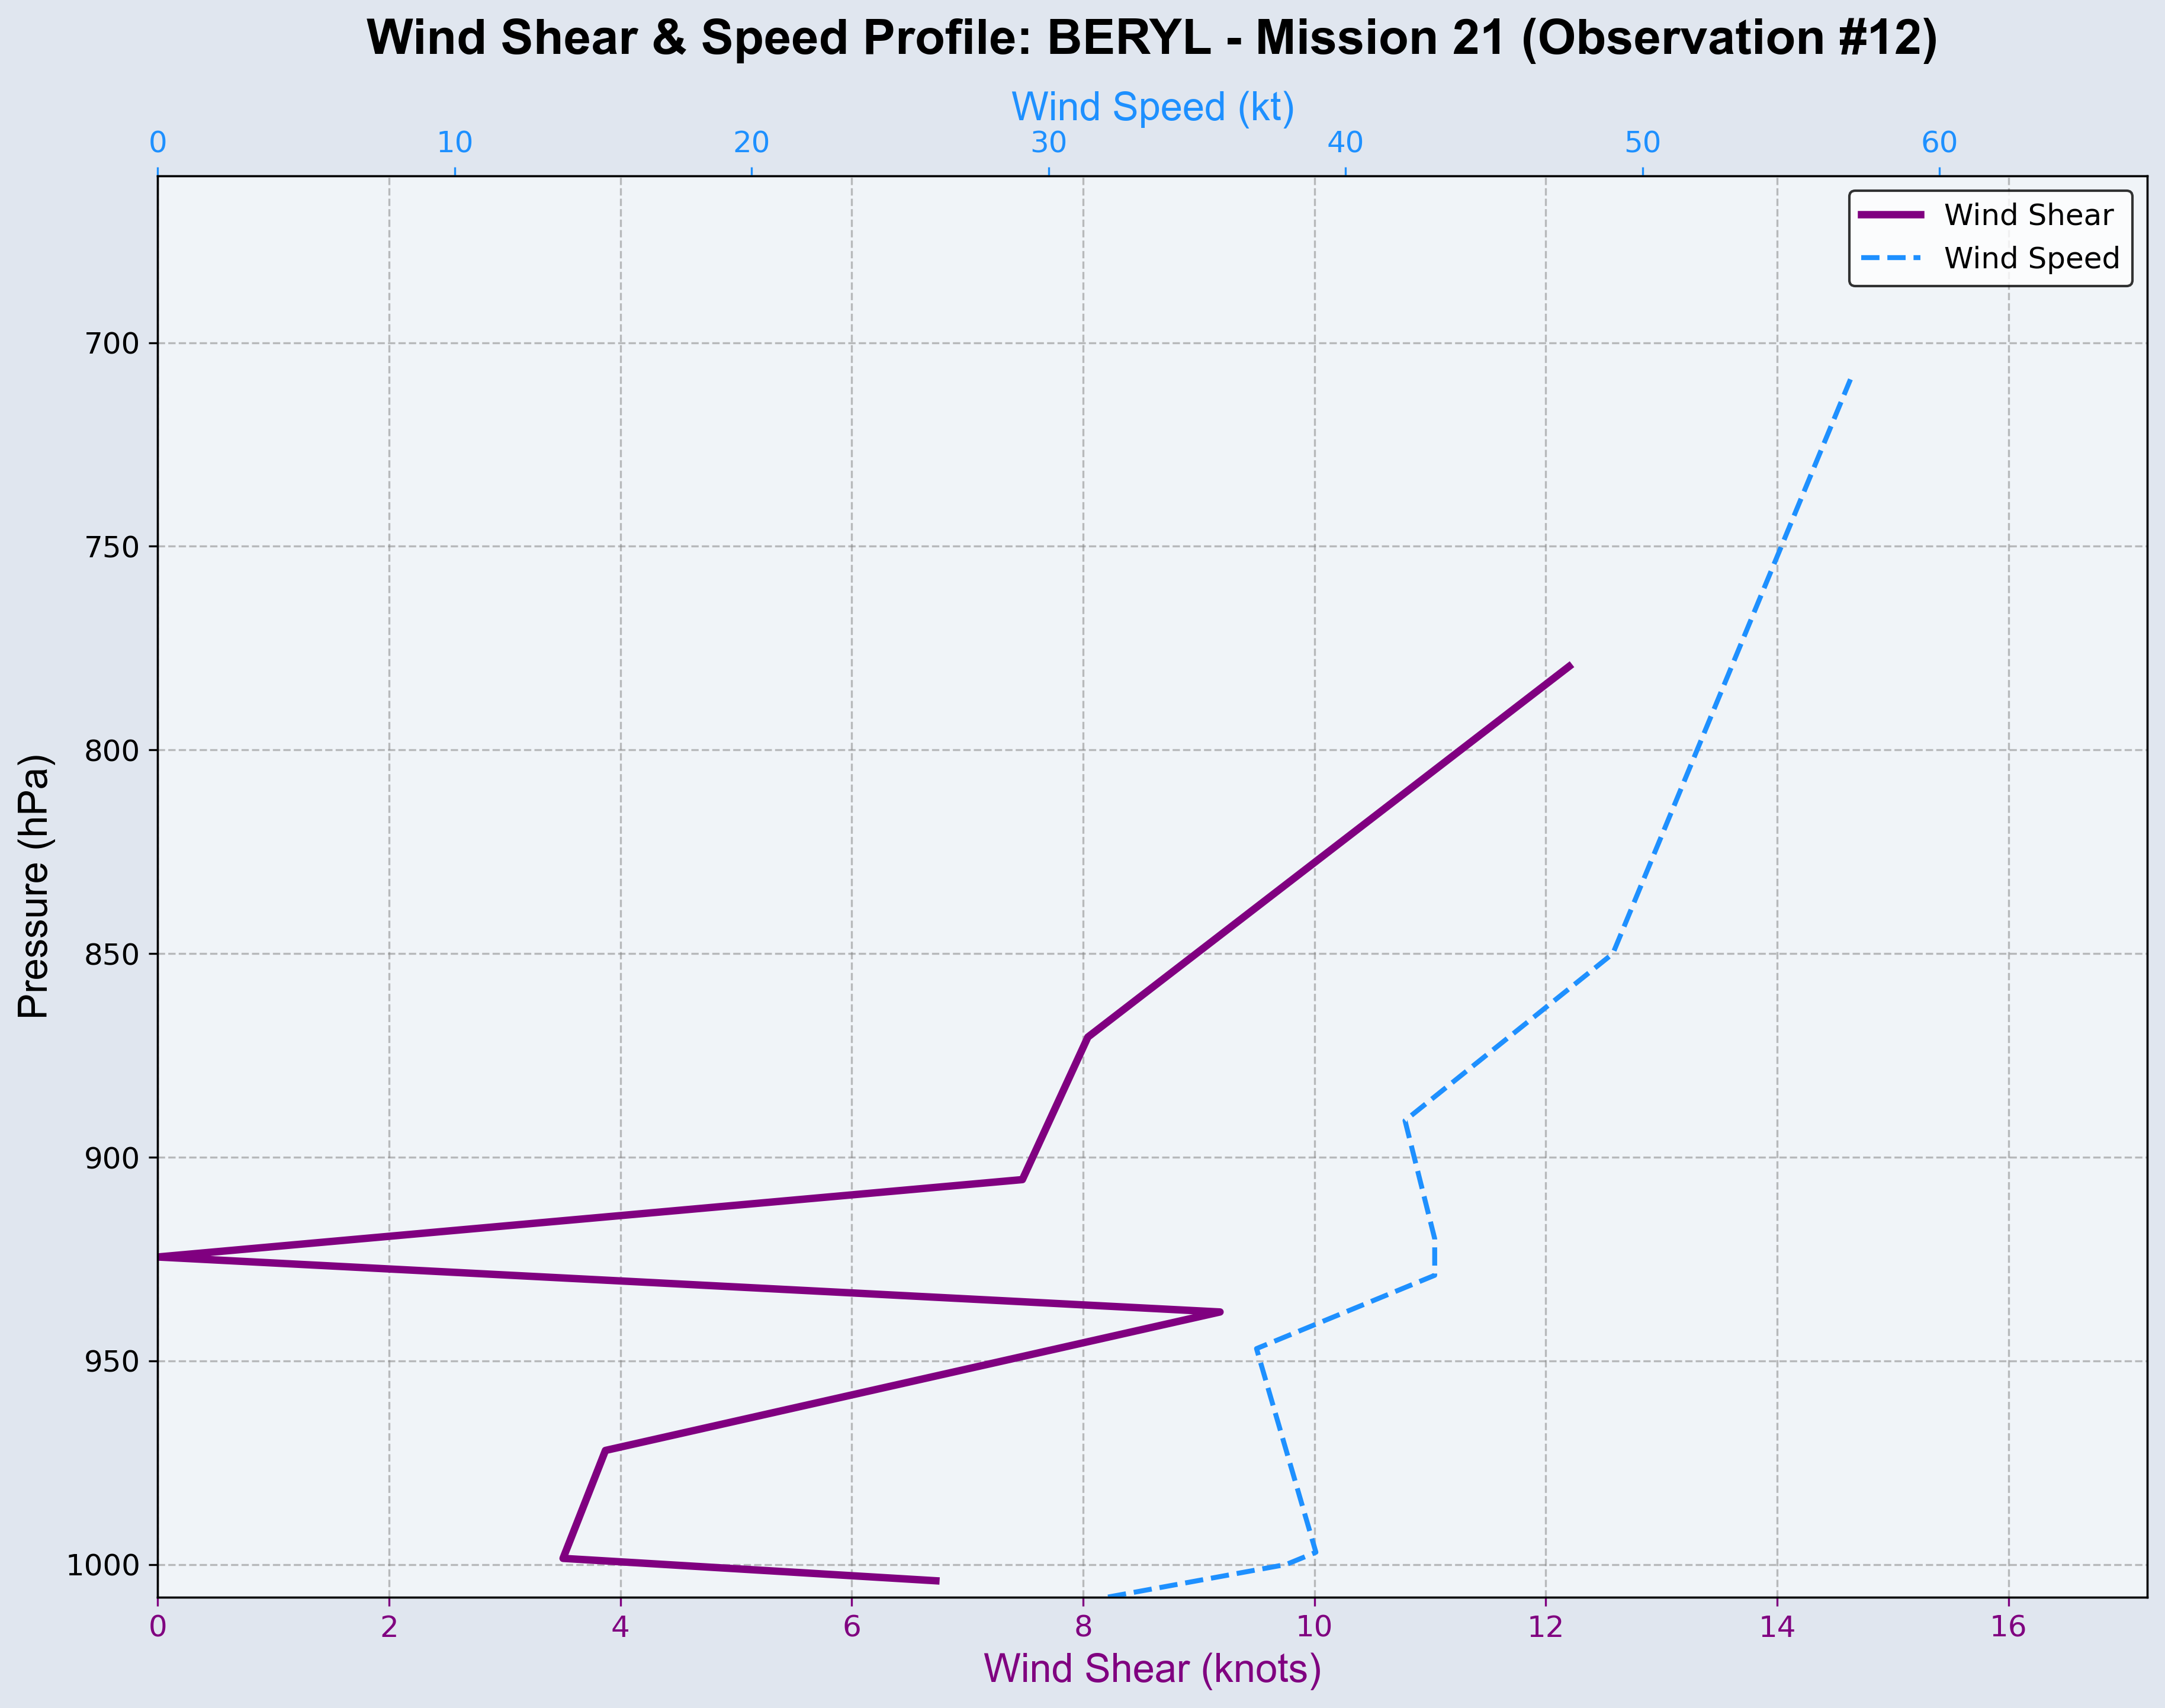 Wind Shear & Speed Profile: BERYL - Mission 21 (Observation #12)
Wind Speed (kt)
0 10 20 30 40 50 60
Wind Shear
Wind Speed
700
750
800
850
900
950
1000
Pressure (hPa)
0 2 4 6 8 10 12 14 16
Wind Shear (knots)